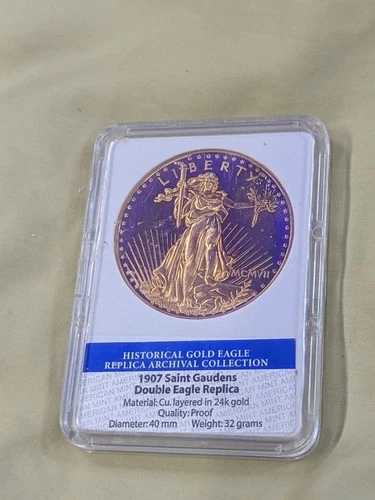 LIBERTY
MCMVII
HISTORICAL GOLD EAGLE
REPLICA ARCHIVAL COLLECTION
1907 Saint Gaudens
Double Eagle Replica
Material: Cu. layered in 24k gold
Quality: Proof
Diameter: 40 mm Weight: 32 grams